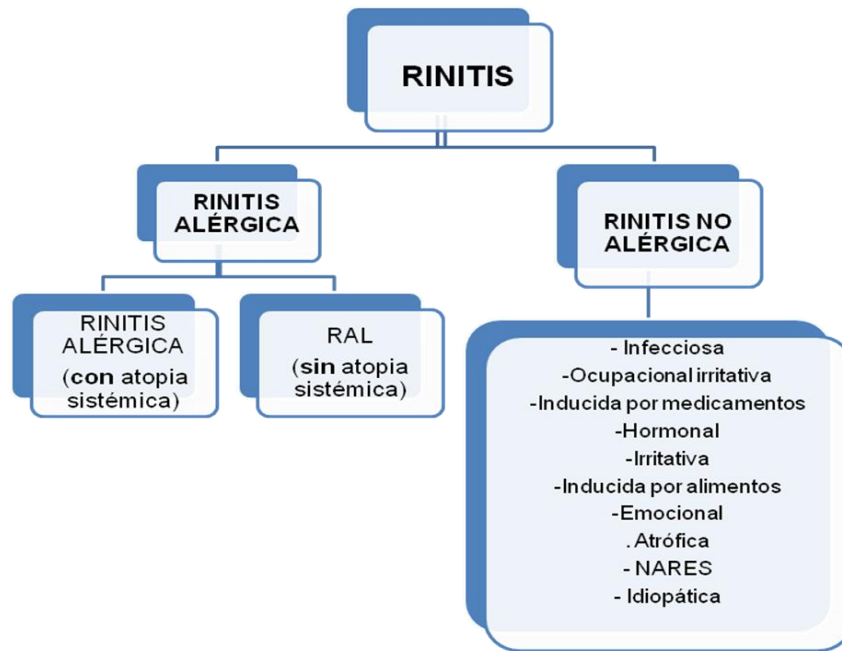 RINITIS
RINITIS
ALÉRGICA
RINITIS NO
ALÉRGICA
RINITIS
ALÉRGICA
(con atopia
sistémica)
RAL
(sin atopia
sistémica)
- Infecciosa
-Ocupacional irritativa
-Inducida por medicamentos
-Hormonal
-Irritativa
-Inducida por alimentos
-Emocional
. Atrófica
- NARES
- Idiopática